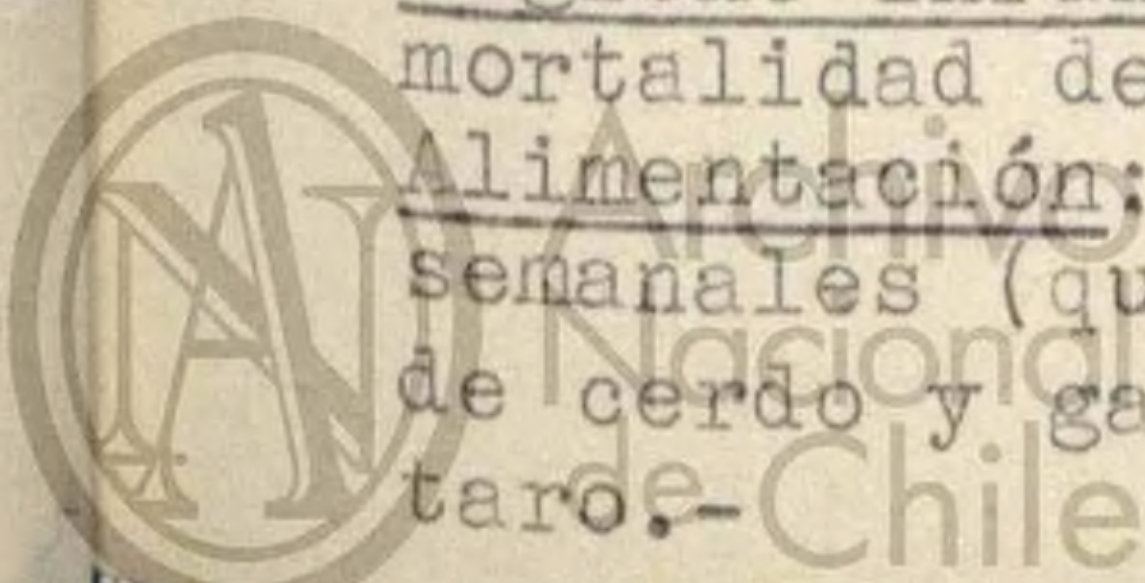 mortalidad de
Alimentación:
semanales (qu
de cerdo y ga
taro.-
Archivo
Nacional
de Chile